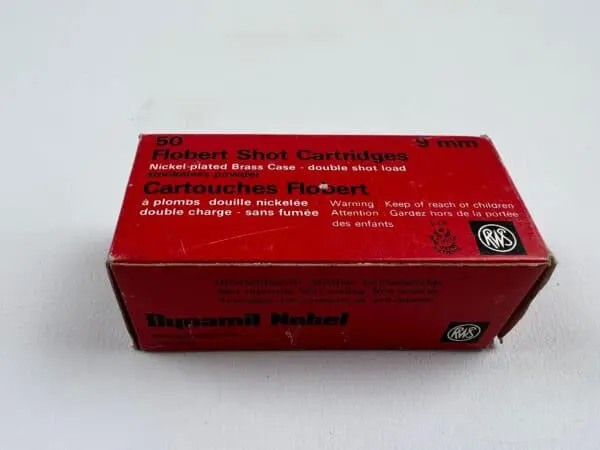 50
9 mm
Flobert Shot Cartridges
Nickel-plated Brass Case - double shot load
smokeless powder
Cartouches Flobert
à plombs douille nickelée
double charge - sans fumée
Warning : Keep of reach of children
Attention : Gardez hors de la portée
des enfants
RWS
Dynamit Nobel
RWS